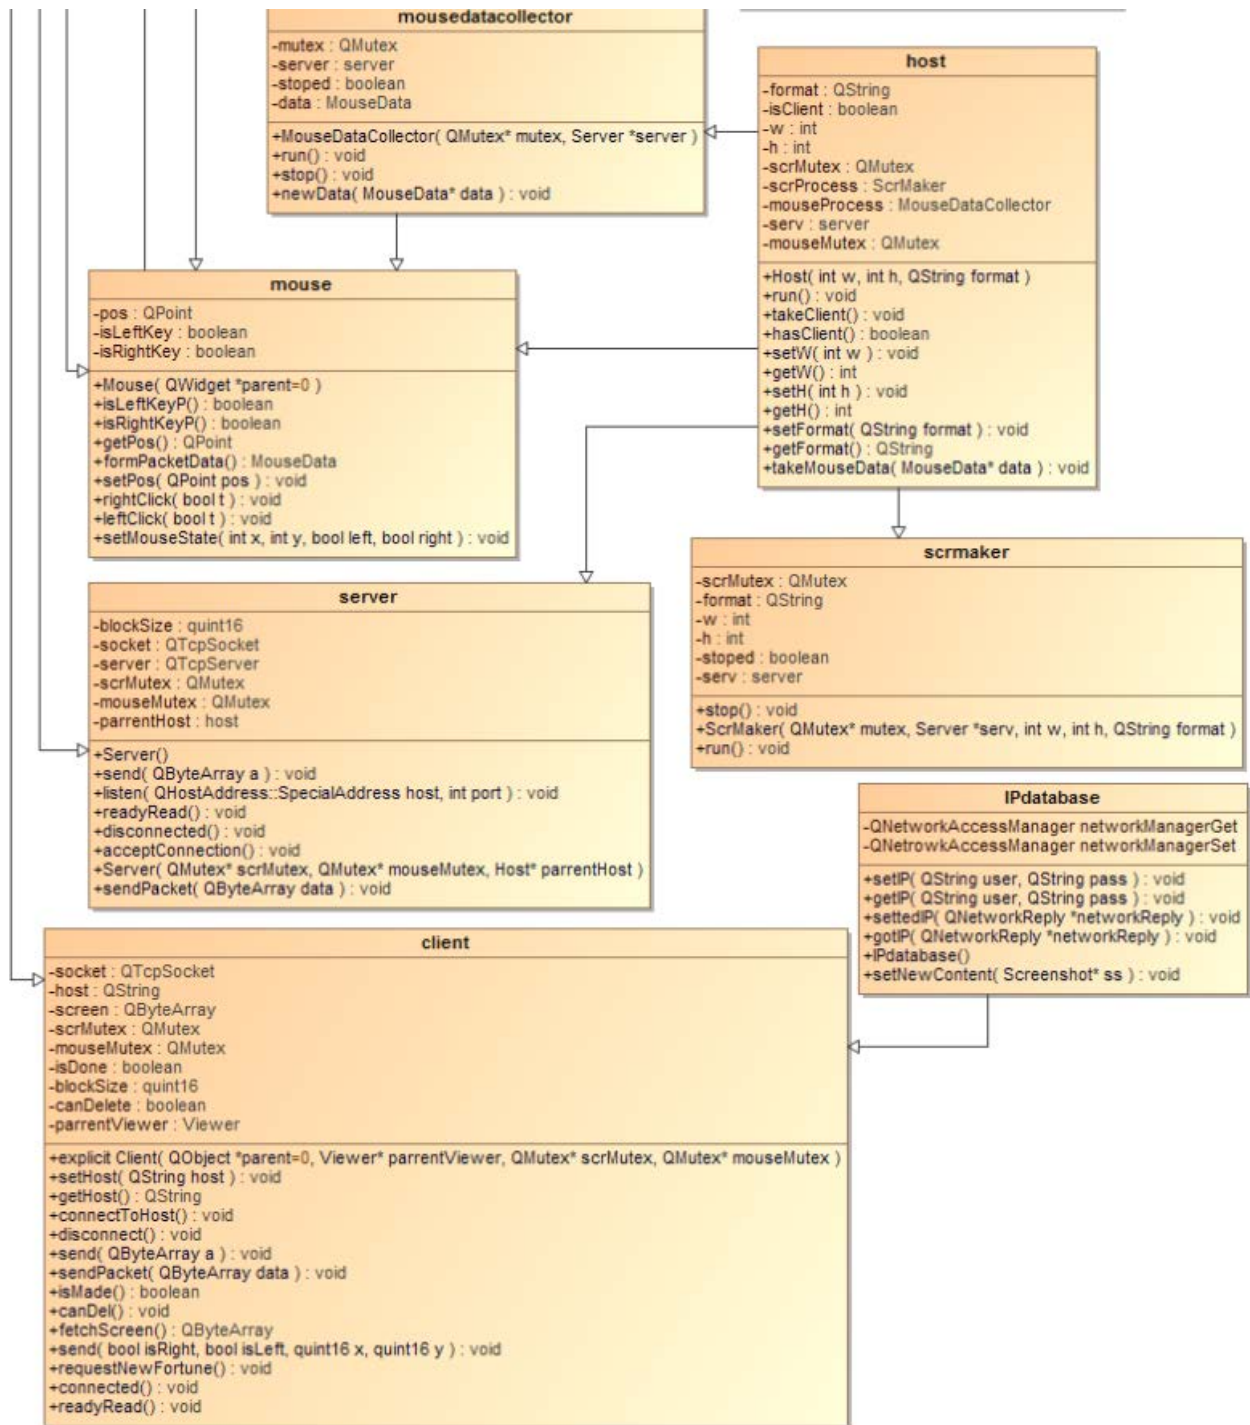 mousedatacollector
-mutex : QMutex
-server : server
-stoped : boolean
-data : MouseData
+MouseDataCollector( QMutex* mutex, Server *server )
+run() : void
+stop() : void
+newData( MouseData* data ) : void
host
-format : QString
-isClient : boolean
-w : int
-h : int
-scrMutex : QMutex
-scrProcess : ScrMaker
-mouseProcess : MouseDataCollector
-serv : server
-mouseMutex : QMutex
+Host( int w, int h, QString format )
+run() : void
+takeClient() : void
+hasClient() : boolean
+setW( int w ) : void
+getW() : int
+setH( int h ) : void
+getH() : int
+setFormat( QString format ) : void
+getFormat() : QString
+takeMouseData( MouseData* data ) : void
mouse
-pos : QPoint
-isLeftKey : boolean
-isRightKey : boolean
+Mouse( QWidget *parent=0 )
+isLeftKeyP() : boolean
+isRightKeyP() : boolean
+getPos() : QPoint
+formPacketData() : MouseData
+setPos( QPoint pos ) : void
+rightClick( bool t ) : void
+leftClick( bool t ) : void
+setMouseState( int x, int y, bool left, bool right ) : void
scrmaker
-scrMutex : QMutex
-format : QString
-w : int
-h : int
-stoped : boolean
-serv : server
+stop() : void
+ScrMaker( QMutex* mutex, Server *serv, int w, int h, QString format )
+run() : void
server
-blockSize : quint16
-socket : QTcpSocket
-server : QTcpServer
-scrMutex : QMutex
-mouseMutex : QMutex
-parrentHost : host
+Server()
+send( QByteArray a ) : void
+listen( QHostAddress::SpecialAddress host, int port ) : void
+readyRead() : void
+disconnected() : void
+acceptConnection() : void
+Server( QMutex* scrMutex, QMutex* mouseMutex, Host* parrentHost )
+sendPacket( QByteArray data ) : void
IPdatabase
-QNetworkAccessManager networkManagerGet
-QNetrowkAccessManager networkManagerSet
+setIP( QString user, QString pass ) : void
+getIP( QString user, QString pass ) : void
+settedIP( QNetworkReply *networkReply ) : void
+gotIP( QNetworkReply *networkReply ) : void
+IPdatabase()
+setNewContent( Screenshot* ss ) : void
client
-socket : QTcpSocket
-host : QString
-screen : QByteArray
-scrMutex : QMutex
-mouseMutex : QMutex
-isDone : boolean
-blockSize : quint16
-canDelete : boolean
-parrentViewer : Viewer
+explicit Client( QObject *parent=0, Viewer* parrentViewer, QMutex* scrMutex, QMutex* mouseMutex )
+setHost( QString host ) : void
+getHost() : QString
+connectToHost() : void
+disconnect() : void
+send( QByteArray a ) : void
+sendPacket( QByteArray data ) : void
+isMade() : boolean
+canDel() : void
+fetchScreen() : QByteArray
+send( bool isRight, bool isLeft, quint16 x, quint16 y ) : void
+requestNewFortune() : void
+connected() : void
+readyRead() : void